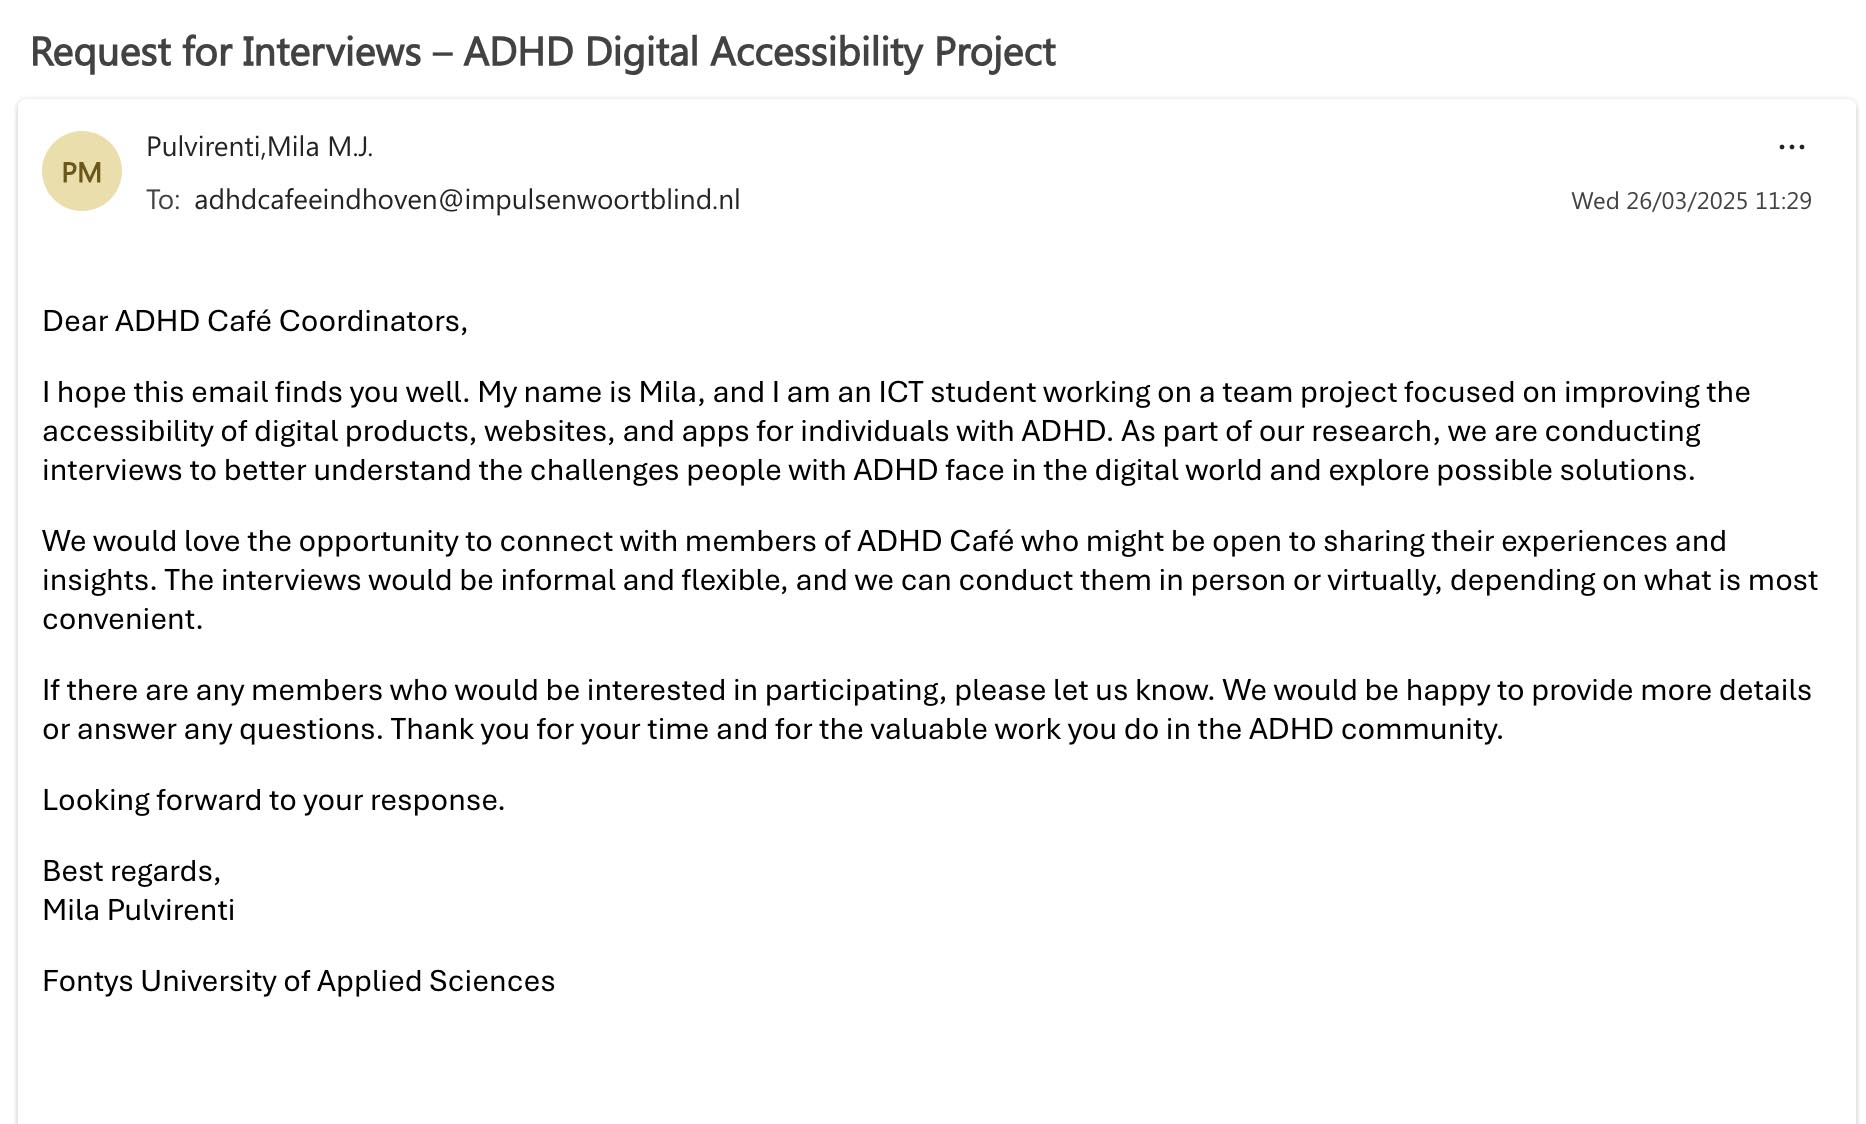 Request for Interviews – ADHD Digital Accessibility Project
PM
Pulvirenti,Mila M.J.
...
To: adhdcafeeindhoven@impulsenwoortblind.nl
Wed 26/03/2025 11:29
Dear ADHD Café Coordinators,
I hope this email finds you well. My name is Mila, and I am an ICT student working on a team project focused on improving the
accessibility of digital products, websites, and apps for individuals with ADHD. As part of our research, we are conducting
interviews to better understand the challenges people with ADHD face in the digital world and explore possible solutions.
We would love the opportunity to connect with members of ADHD Café who might be open to sharing their experiences and
insights. The interviews would be informal and flexible, and we can conduct them in person or virtually, depending on what is most
convenient.
If there are any members who would be interested in participating, please let us know. We would be happy to provide more details
or answer any questions. Thank you for your time and for the valuable work you do in the ADHD community.
Looking forward to your response.
Best regards,
Mila Pulvirenti
Fontys University of Applied Sciences